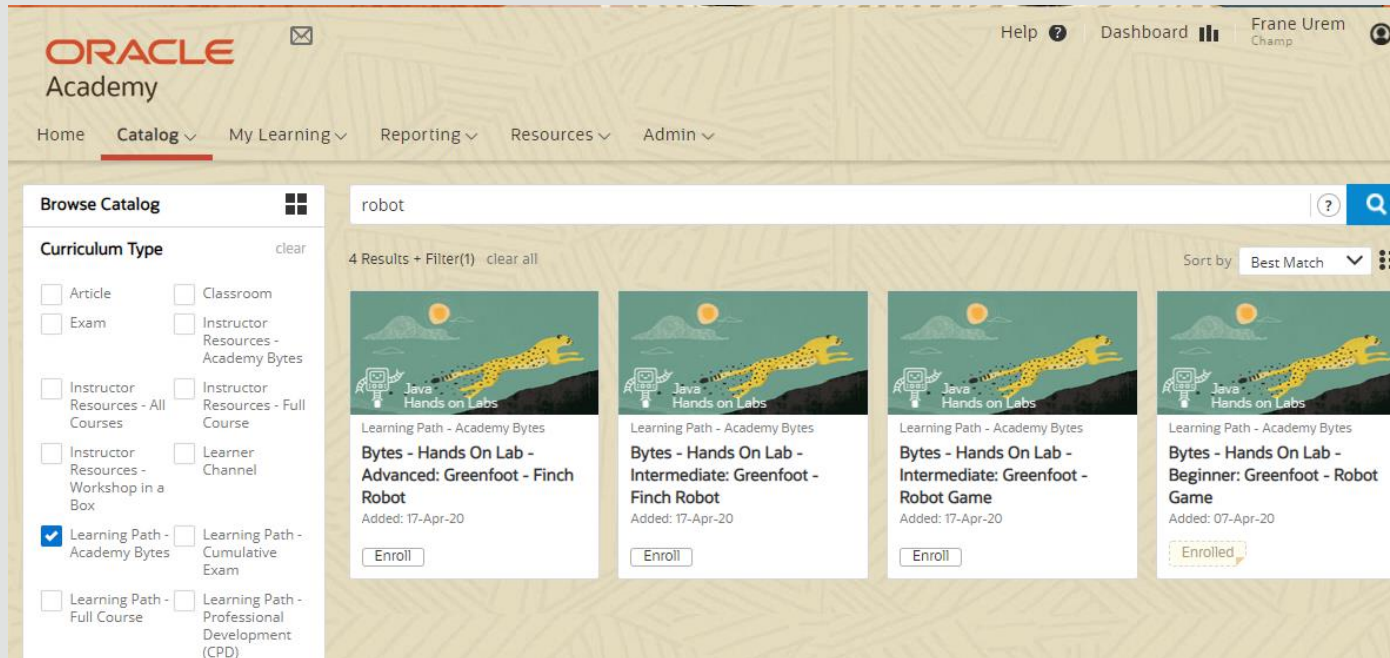 ORACLE
Academy
Help ? Dashboard Frane Urem
Champ
Home Catalog My Learning Reporting Resources Admin
Browse Catalog
Curriculum Type clear
Article
Classroom
Exam
Instructor
Resources -
Academy Bytes
Instructor
Resources - All
Courses
Instructor
Resources - Full
Course
Instructor
Resources -
Workshop in a
Box
Learner
Channel
Learning Path -
Academy Bytes
Learning Path -
Cumulative
Exam
Learning Path -
Full Course
Learning Path -
Professional
Development
(CPD)
robot ?
4 Results + Filter(1) clear all
Sort by Best Match
Java
Hands on Labs
Learning Path - Academy Bytes
Bytes - Hands On Lab -
Advanced: Greenfoot - Finch
Robot
Added: 17-Apr-20
Enroll
Java
Hands on Labs
Learning Path - Academy Bytes
Bytes - Hands On Lab -
Intermediate: Greenfoot -
Finch Robot
Added: 17-Apr-20
Enroll
Java
Hands on Labs
Learning Path - Academy Bytes
Bytes - Hands On Lab -
Intermediate: Greenfoot -
Robot Game
Added: 17-Apr-20
Enroll
Java
Hands on Labs
Learning Path - Academy Bytes
Bytes - Hands On Lab -
Beginner: Greenfoot - Robot
Game
Added: 07-Apr-20
Enrolled